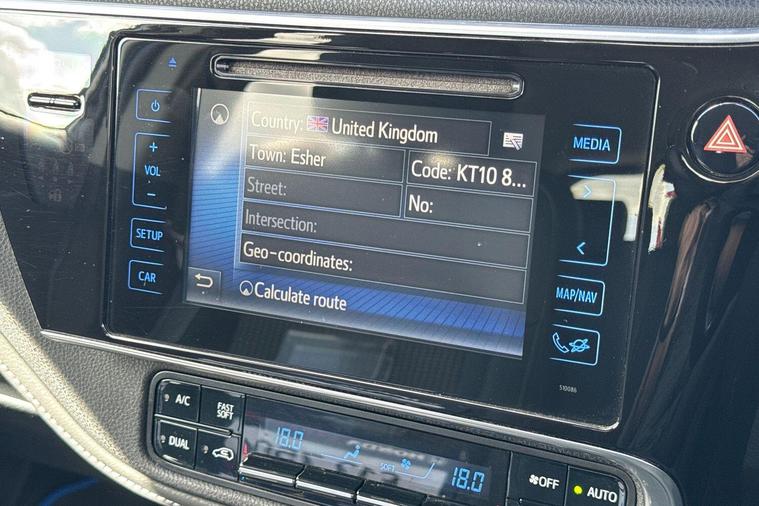 Country: United Kingdom
Town: Esher
Code: KT10 8...
Street:
No:
Intersection:
Geo-coordinates:
Calculate route
+
VOL
-
SETUP
CAR
MEDIA
>
<
MAP/NAV
510086
A/C
FAST
SOFT
DUAL
18.0
SOFT
18.0
OFF
AUTO